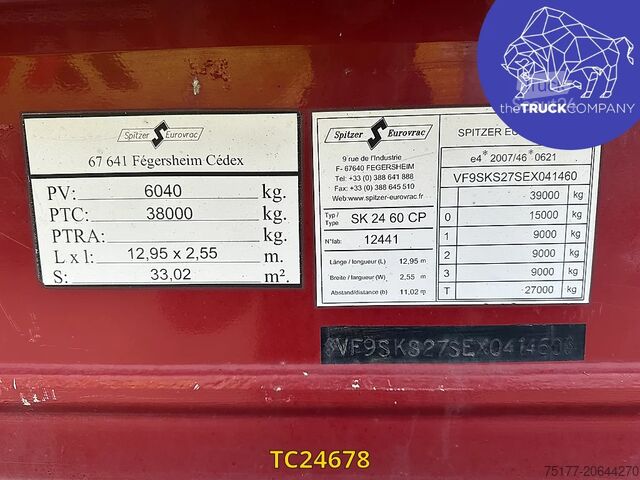 Spitzer Eurovrac
67 641 Fégersheim Cédex
PV: 6040 kg.
PTC: 38000 kg.
PTRA: kg.
L x l: 12,95 x 2,55 m.
S: 33,02 m².
Spitzer Eurovrac
9 rue de l'Industrie
F- 67640 FEGERSHEIM
Tel: +33 (0) 388 641 888
Fax: +33 (0) 388 645 510
Web:www.spitzer-eurovrac.fr
Typ / Type SK 24 60 CP
N°fab: 12441
Länge / longueur (L) 12,95 m
Breite / largeur (W) 2,55 m
Abstand/distance (b) 11,02 m
SPITZER
e4* 2007/46* 0621
VF9SKS27SEX041460
39000 kg
0 15000 kg
1 9000 kg
2 9000 kg
3 9000 kg
T 27000 kg
VF9SKS27SEX041460
theTRUCKCOMPANY
TC24678
75177-20644270